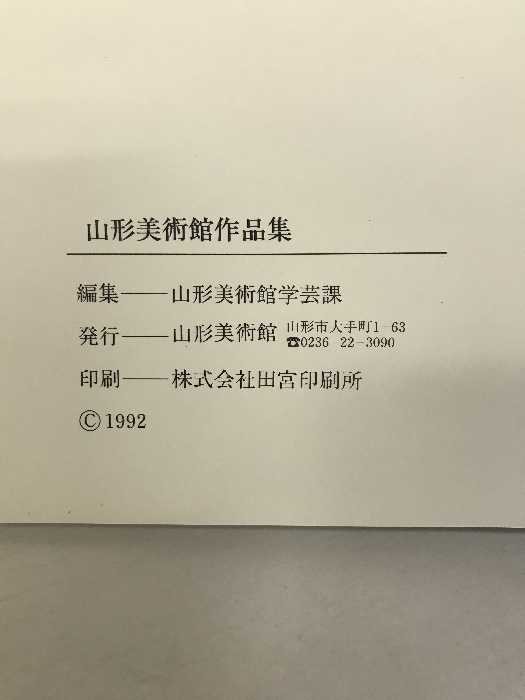 山形美術館作品集
編集――山形美術館学芸課
発行――山形美術館 山形市大手町1-63
☎0236-22-3090
印刷――株式会社田宮印刷所
©1992